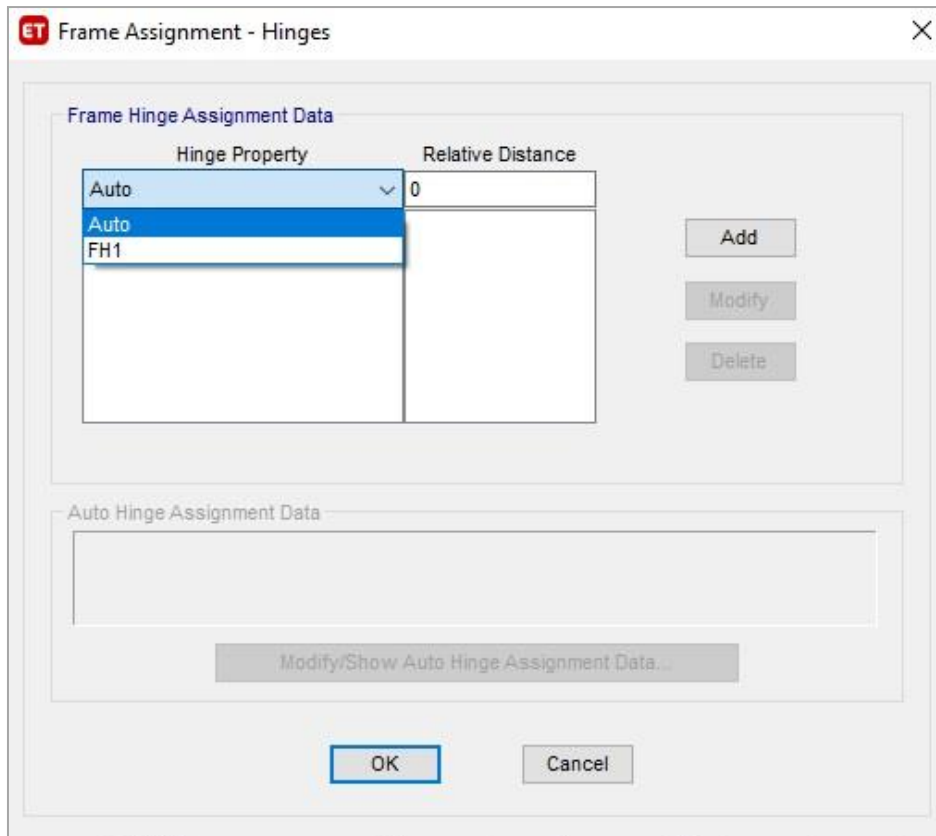 ET Frame Assignment - Hinges
Frame Hinge Assignment Data
Hinge Property Relative Distance
Auto 0
Auto
FH1
Add
Modify
Delete
Auto Hinge Assignment Data
Modify/Show Auto Hinge Assignment Data...
OK Cancel